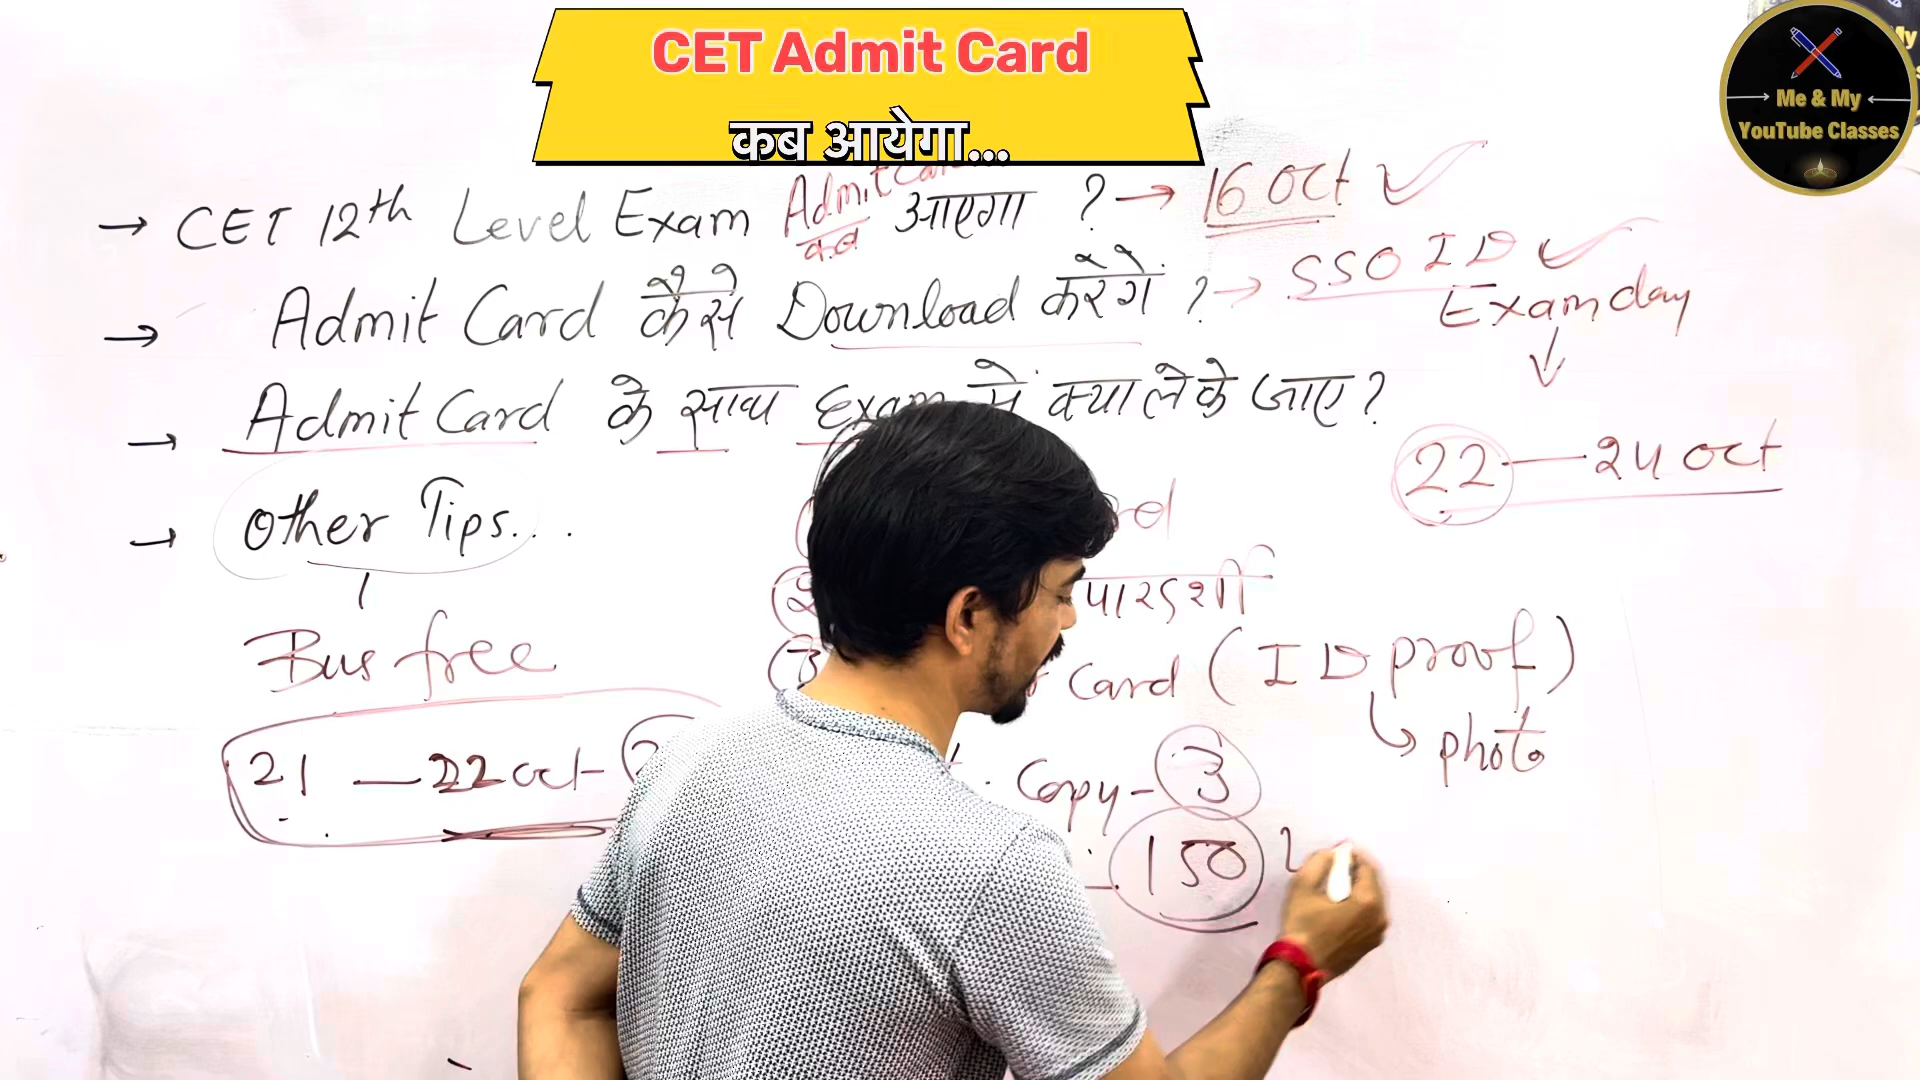 CET Admit Card
कब आयेगा...
Me & My
YouTube Classes
→ CET 12th Level Exam Admit Card कब आएगा ? → 16 Oct ✓
→ Admit Card कैसे Download करेंगे ? → SSO ID ✓
Exam day
→ Admit Card के साथ Exam में क्या लेके जाए ?
22 — 24 Oct
→ Other Tips...
पारदर्शी
Bus free
Card (ID proof)
photo
21 — 22 Oct -
Copy - 3
150